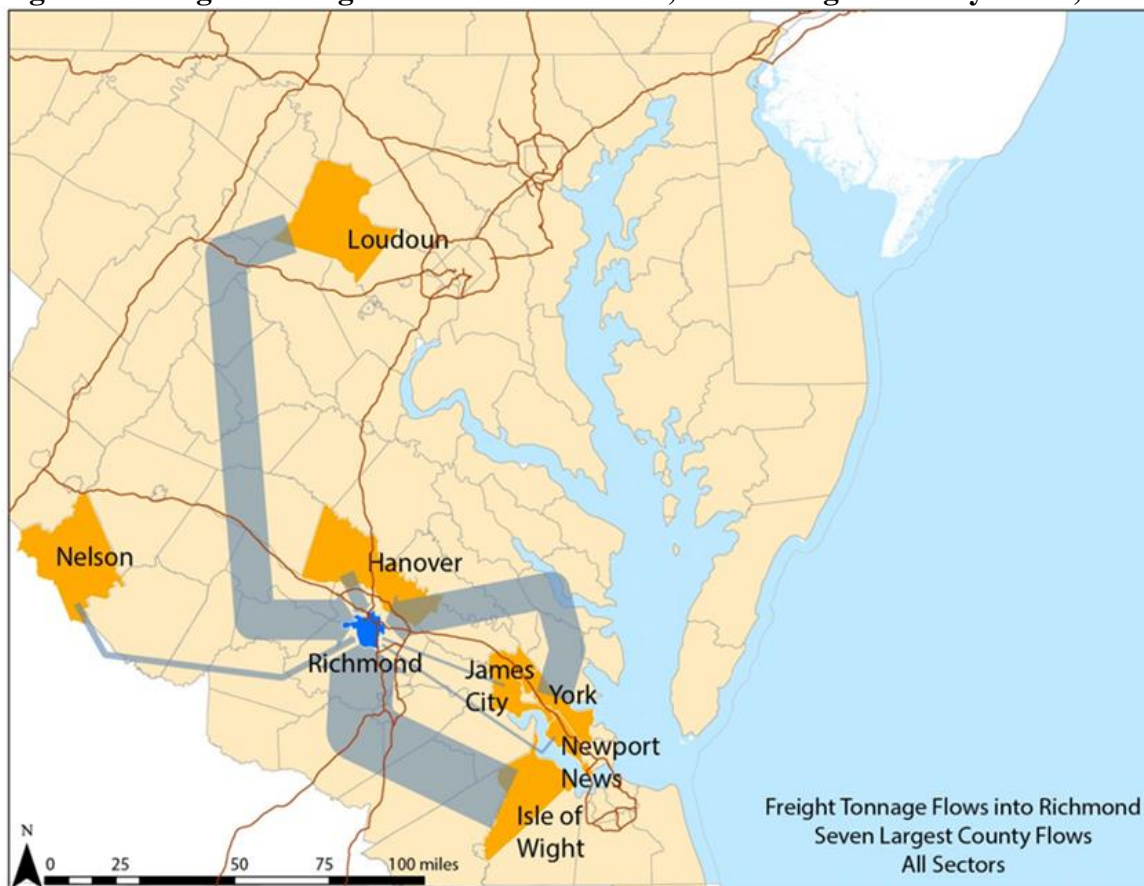 Loudoun
Nelson
Hanover
Richmond
James
City
York
Newport
News
Isle of
Wight
N
0 25 50 75 100 miles
Freight Tonnage Flows into Richmond
Seven Largest County Flows
All Sectors